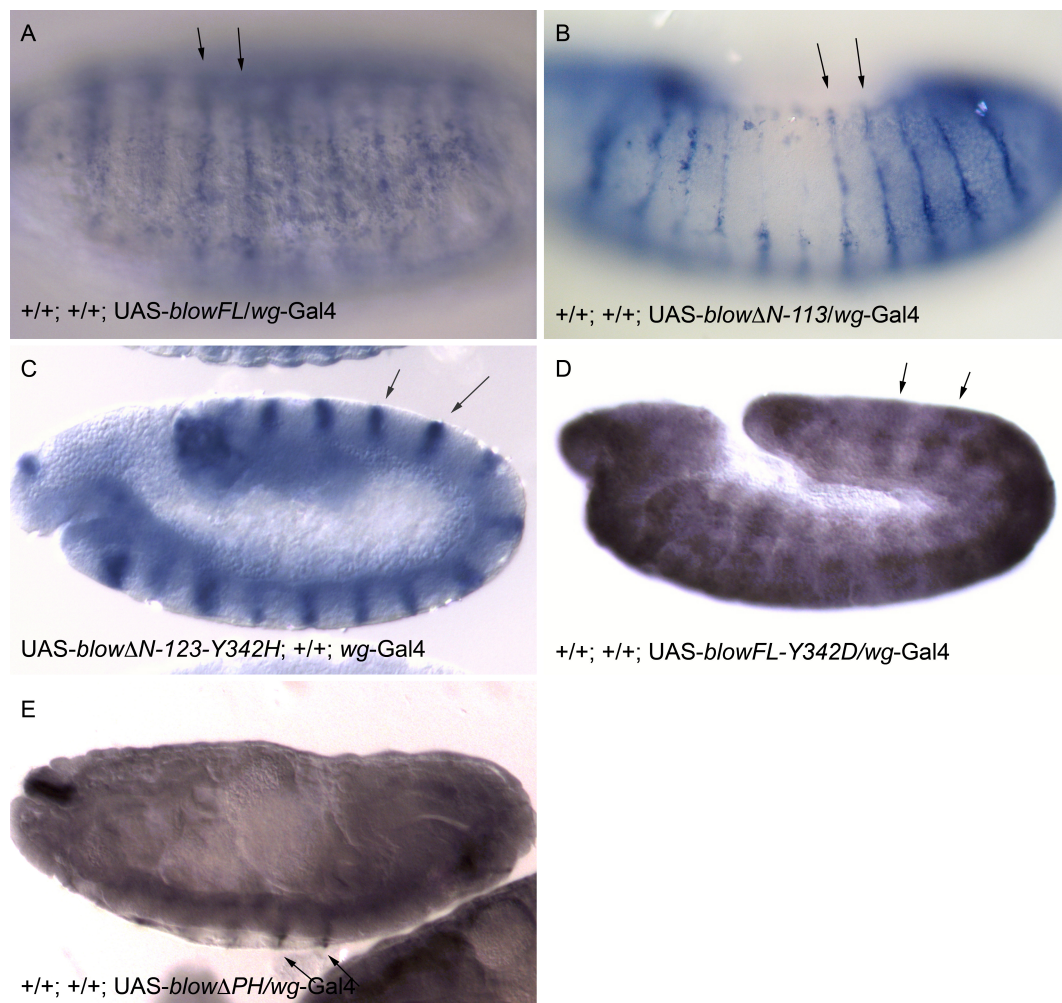 A
+/+; +/+; UAS-blowFL/wg-Gal4
B
+/+; +/+; UAS-blowΔN-113/wg-Gal4
C
UAS-blowΔN-123-Y342H; +/+; wg-Gal4
D
+/+; +/+; UAS-blowFL-Y342D/wg-Gal4
E
+/+; +/+; UAS-blowΔPH/wg-Gal4